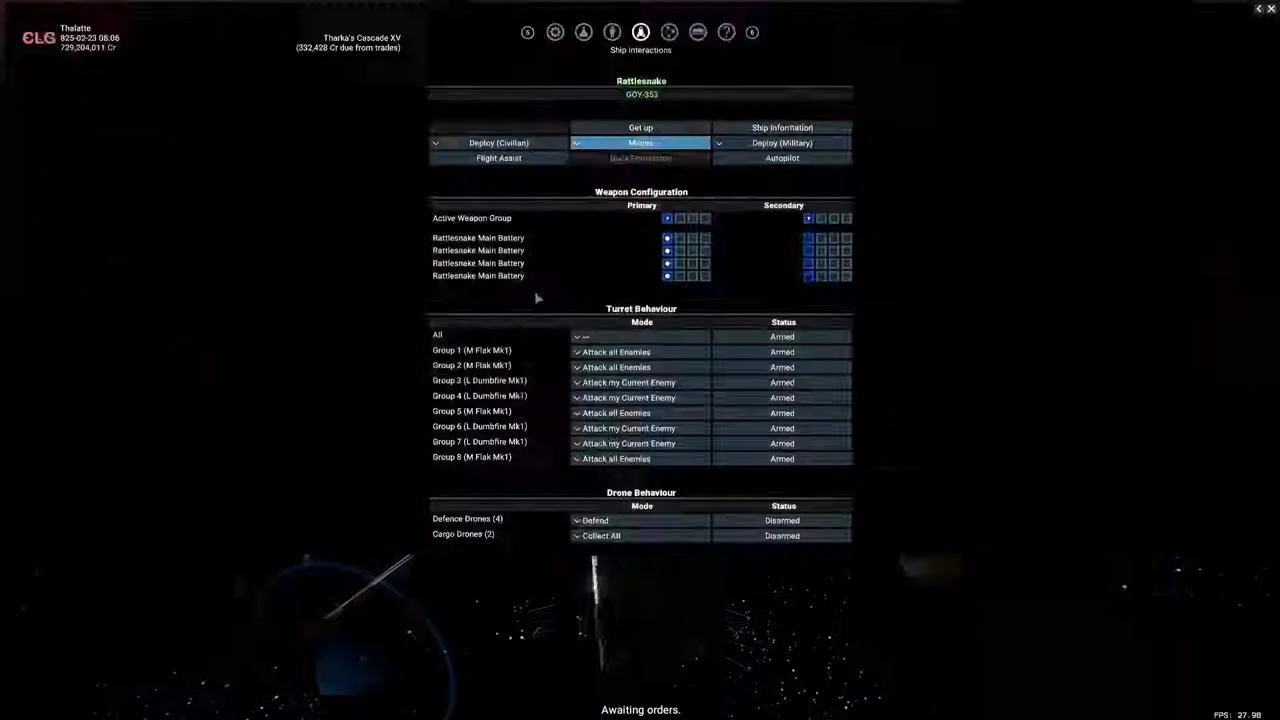 CLG
Thalatte
825-02-23 08:06
729,204,011 Cr
Tharka's Cascade XV
(332,428 Cr due from trades)
5
?
6
Ship Interactions
Rattlesnake
GOY-353
Get up
Ship Information
Deploy (Civilian)
Deploy (Military)
Flight Assist
Autopilot
Weapon Configuration
Primary
Secondary
Active Weapon Group
Rattlesnake Main Battery
Rattlesnake Main Battery
Rattlesnake Main Battery
Rattlesnake Main Battery
Turret Behaviour
Mode
Status
All
---
Armed
Group 1 (M Flak Mk1)
Attack all Enemies
Armed
Group 2 (M Flak Mk1)
Attack all Enemies
Armed
Group 3 (L Dumbfire Mk1)
Attack my Current Enemy
Armed
Group 4 (L Dumbfire Mk1)
Attack my Current Enemy
Armed
Group 5 (M Flak Mk1)
Attack all Enemies
Armed
Group 6 (L Dumbfire Mk1)
Attack my Current Enemy
Armed
Group 7 (L Dumbfire Mk1)
Attack my Current Enemy
Armed
Group 8 (M Flak Mk1)
Attack all Enemies
Armed
Drone Behaviour
Mode
Status
Defence Drones (4)
Defend
Disarmed
Cargo Drones (2)
Collect All
Disarmed
Awaiting orders.
FPS: 27.98